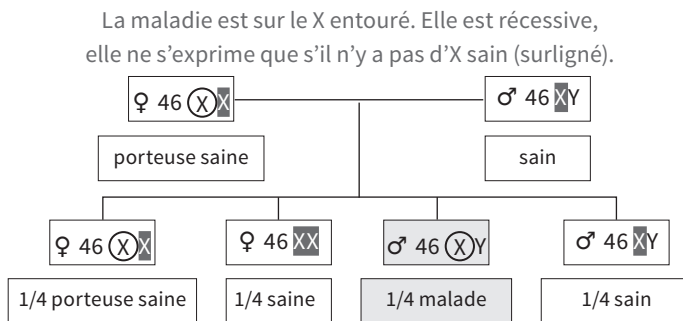 La maladie est sur le X entouré. Elle est récessive,
elle ne s’exprime que s’il n’y a pas d’X sain (surligné).
♀ 46 XX
♂ 46 XY
porteuse saine
sain
♀ 46 XX
♀ 46 XX
♂ 46 XY
♂ 46 XY
1/4 porteuse saine
1/4 saine
1/4 malade
1/4 sain